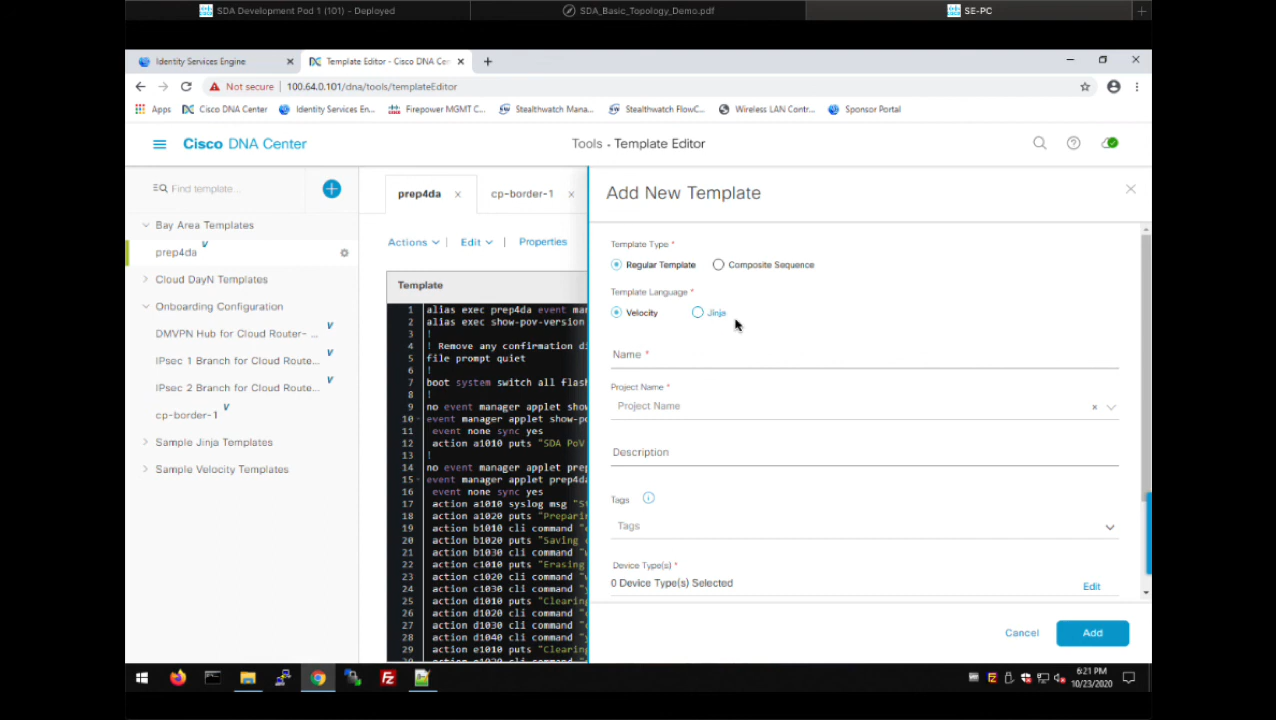 SDA Development Pod 1 (101) - Deployed
SDA_Basic_Topology_Demo.pdf
SE-PC
Identity Services Engine
Template Editor - Cisco DNA Cen
Not secure
100.64.0.101/dna/tools/templateEditor
Apps
Cisco DNA Center
Identity Services En...
Firepower MGMT C...
Stealthwatch Mana...
Stealthwatch FlowC...
Wireless LAN Contr...
Sponsor Portal
Cisco DNA Center
Tools - Template Editor
Find template ...
Bay Area Templates
prep4da
V
Cloud DayN Templates
Onboarding Configuration
DMVPN Hub for Cloud Router- ...
V
IPsec 1 Branch for Cloud Route...
V
IPsec 2 Branch for Cloud Route...
V
cp-border-1
V
Sample Jinja Templates
Sample Velocity Templates
prep4da
cp-border-1
Actions
Edit
Properties
Template
1 alias exec prep4da event ma
2 alias exec show-pov-version
3 !
4 ! Remove any confirmation di
5 file prompt quiet
6 !
7 boot system switch all flash
8 !
9 no event manager applet show
10 event manager applet show-po
11 event none sync yes
12 action a1010 puts "SDA PoV
13 !
14 no event manager applet prep
15 event manager applet prep4da
16 event none sync yes
17 action a1010 syslog msg "St
18 action a1020 puts "Preparin
19 action b1010 cli command "e
20 action b1020 puts "Saving c
21 action b1030 cli command "w
22 action c1010 puts "Erasing
23 action c1020 cli command "w
24 action c1030 cli command "y
25 action d1010 puts "Clearing
26 action d1020 cli command "c
27 action d1030 cli command "y
28 action d1040 cli command "y
29 action e1010 puts "Clearing
Add New Template
Template Type *
Regular Template
Composite Sequence
Template Language *
Velocity
Jinja
Name *
Project Name *
Project Name
Description
Tags
Tags
Device Type(s) *
0 Device Type(s) Selected
Edit
Cancel
Add
6:21 PM
10/23/2020